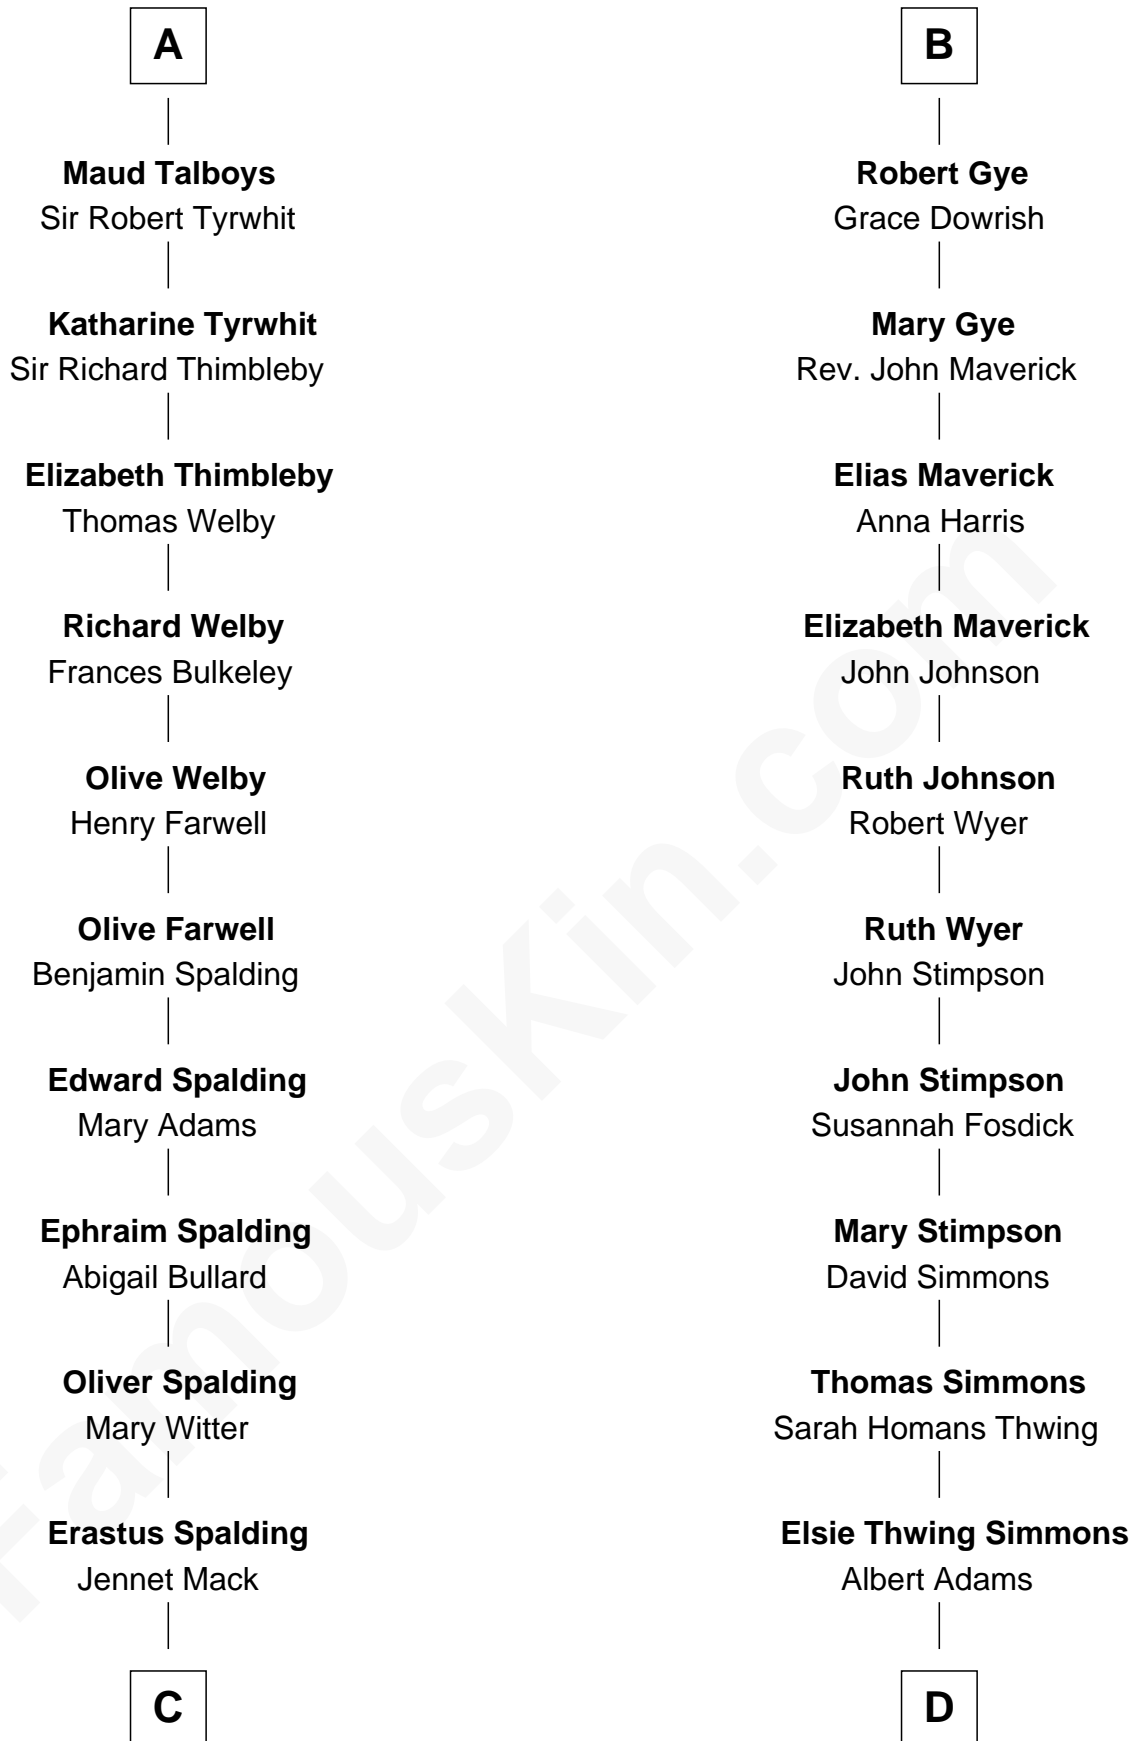 A
Maud Talboys
Sir Robert Tyrwhit
Katharine Tyrwhit
Sir Richard Thimbleby
Elizabeth Thimbleby
Thomas Welby
Richard Welby
Frances Bulkeley
Olive Welby
Henry Farwell
Olive Farwell
Benjamin Spalding
Edward Spalding
Mary Adams
Ephraim Spalding
Abigail Bullard
Oliver Spalding
Mary Witter
Erastus Spalding
Jennet Mack
C
B
Robert Gye
Grace Dowrish
Mary Gye
Rev. John Maverick
Elias Maverick
Anna Harris
Elizabeth Maverick
John Johnson
Ruth Johnson
Robert Wyer
Ruth Wyer
John Stimpson
John Stimpson
Susannah Fosdick
Mary Stimpson
David Simmons
Thomas Simmons
Sarah Homans Thwing
Elsie Thwing Simmons
Albert Adams
D
FamousKin.com